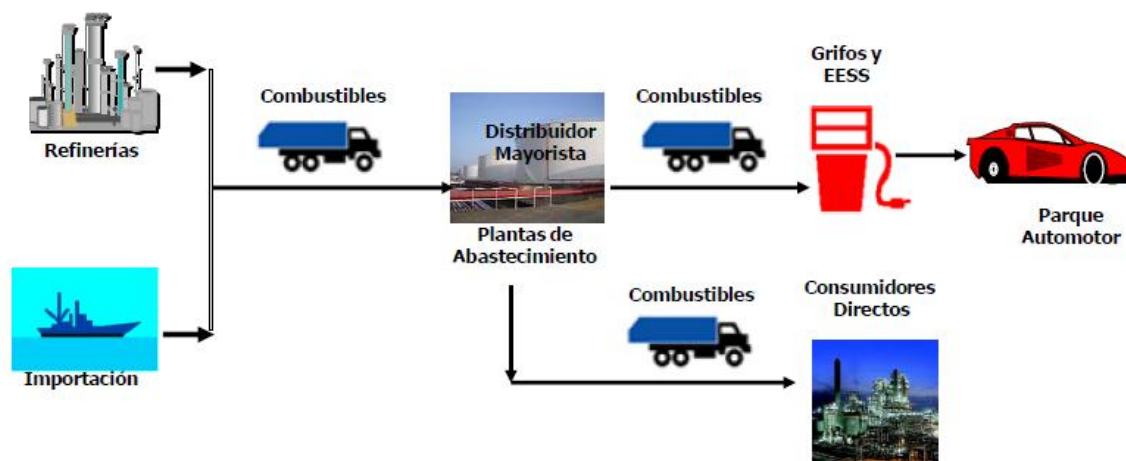 Refinerías
Importación
Combustibles
Distribuidor
Mayorista
Plantas de
Abastecimiento
Combustibles
Grifos y
EESS
Parque
Automotor
Combustibles
Consumidores
Directos